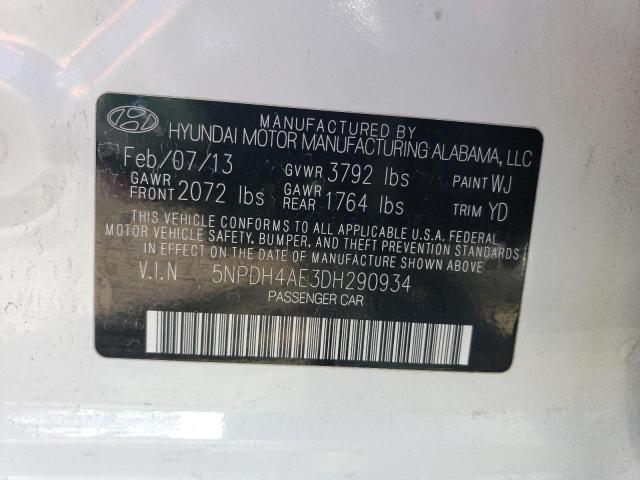 MANUFACTURED BY
HYUNDAI MOTOR MANUFACTURING ALABAMA, LLC
Feb/07/13 GVWR 3792 lbs PAINT WJ
GAWR FRONT 2072 lbs GAWR REAR 1764 lbs TRIM YD
THIS VEHICLE CONFORMS TO ALL APPLICABLE U.S.A. FEDERAL
MOTOR VEHICLE SAFETY, BUMPER, AND THEFT PREVENTION STANDARDS
IN EFFECT ON THE DATE OF MANUFACTURE SHOWN ABOVE.
V.I.N 5NPDH4AE3DH290934
PASSENGER CAR